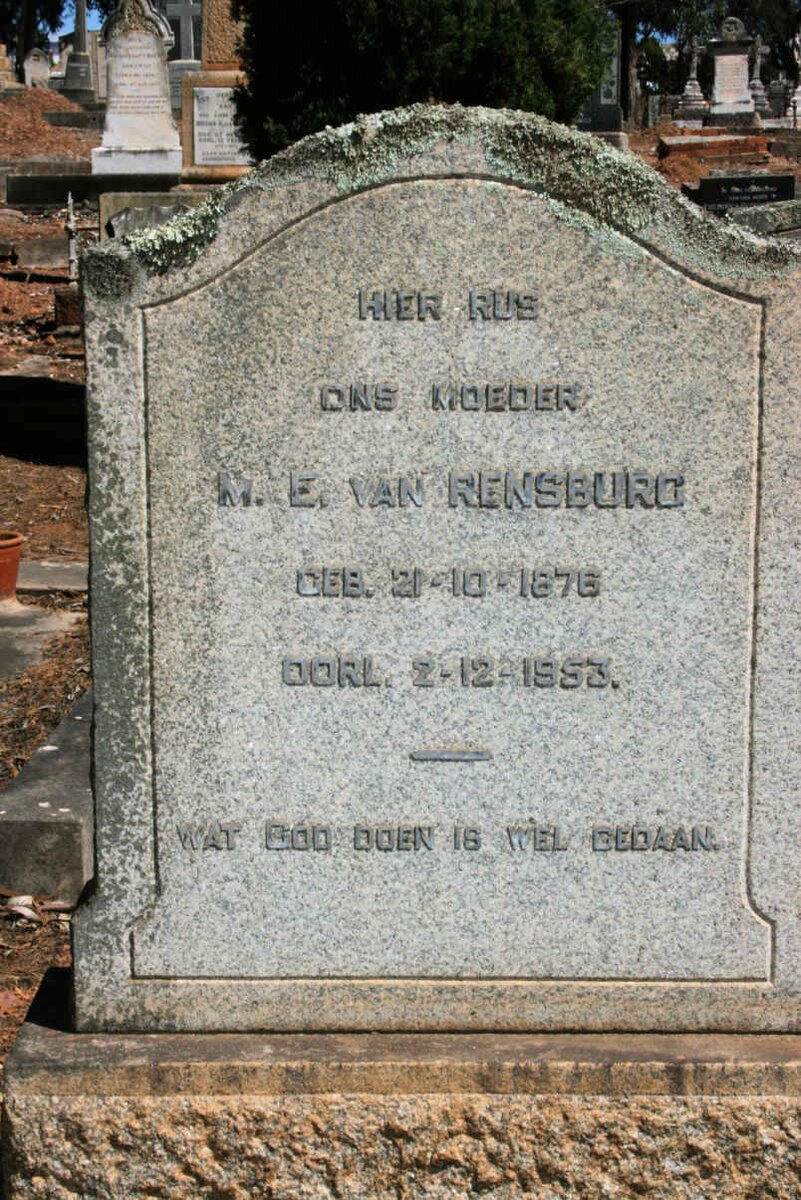 HIER RUS
ONS MOEDER
M. E. VAN RENSBURG
GEB. 21-10-1876
OORL. 2-12-1953.
WAT GOD DOEN IS WEL GEDAAN.